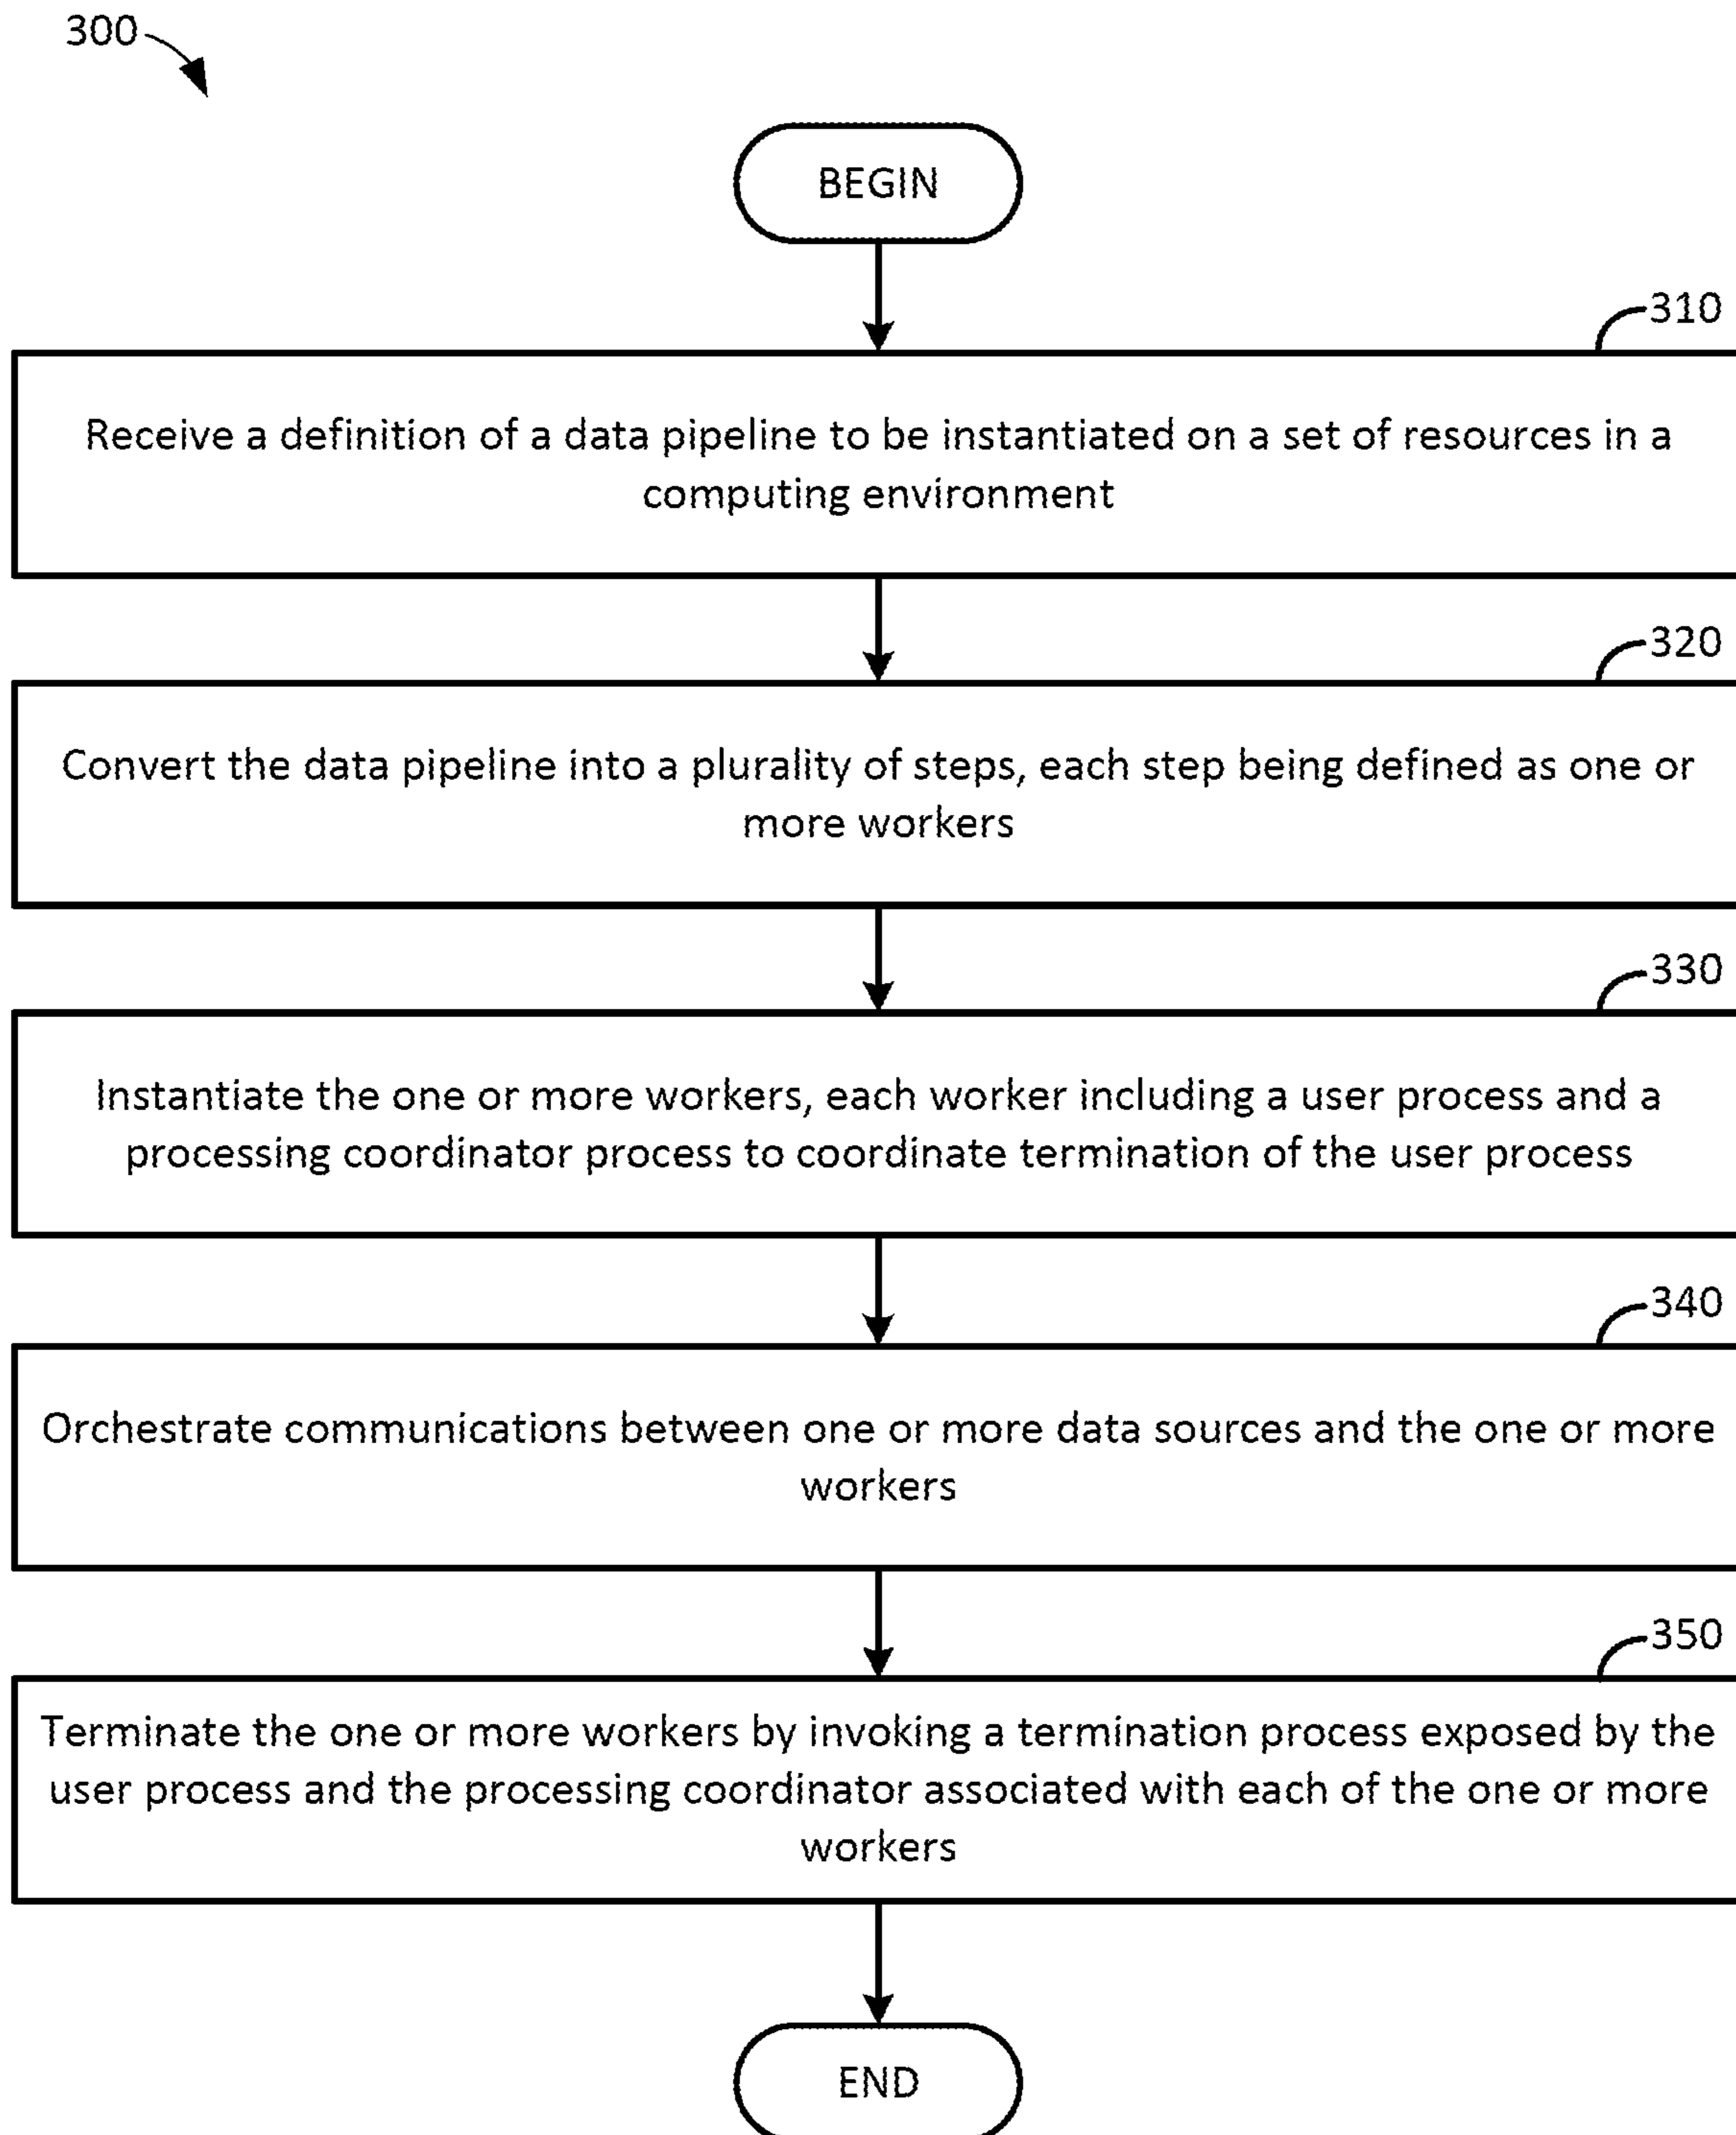 300
BEGIN
310
Receive a definition of a data pipeline to be instantiated on a set of resources in a
computing environment
320
Convert the data pipeline into a plurality of steps, each step being defined as one or
more workers
330
Instantiate the one or more workers, each worker including a user process and a
processing coordinator process to coordinate termination of the user process
340
Orchestrate communications between one or more data sources and the one or more
workers
350
Terminate the one or more workers by invoking a termination process exposed by the
user process and the processing coordinator associated with each of the one or more
workers
END